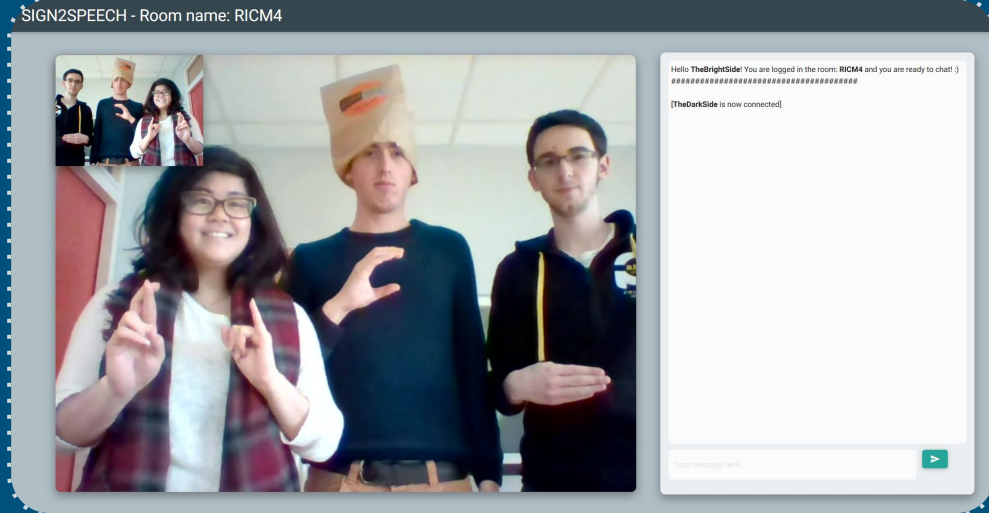 SIGN2SPEECH - Room name: RICM4
Hello TheBrightSide! You are logged in the room: RICM4 and you are ready to chat! :)
#######################################
[TheDarkSide is now connected]
Your message here...